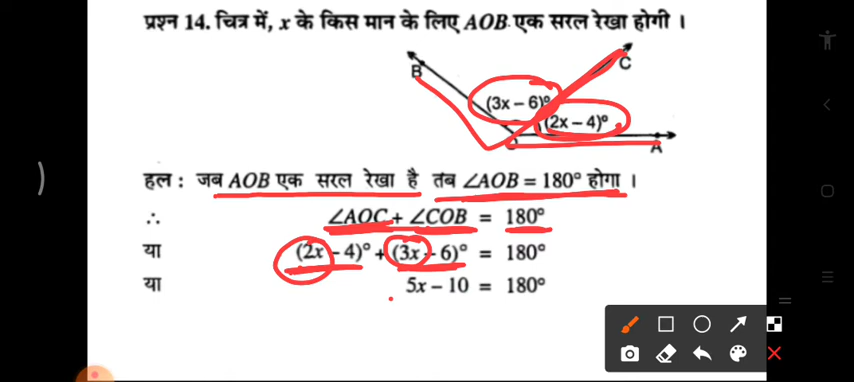 प्रश्न 14. चित्र में, x के किस मान के लिए AOB एक सरल रेखा होगी ।
B
C
(3x – 6)°
(2x – 4)°
A
हल : जब AOB एक सरल रेखा है तब ∠AOB = 180° होगा ।
∴ ∠AOC + ∠COB = 180°
या (2x – 4)° + (3x – 6)° = 180°
या 5x – 10 = 180°